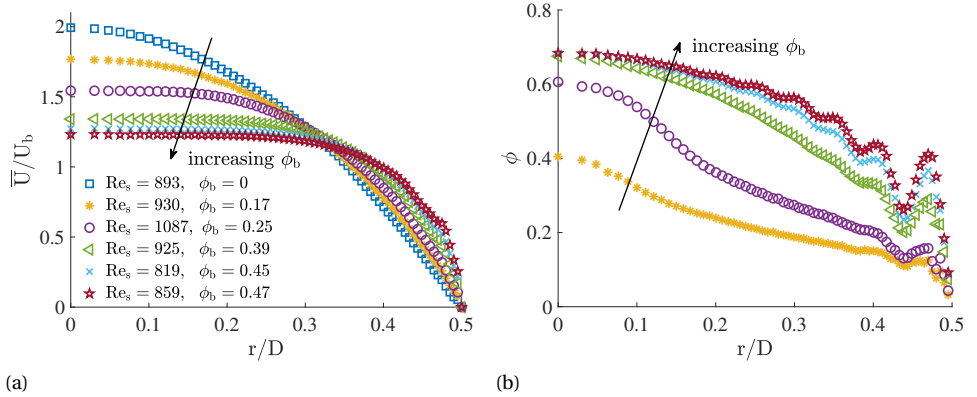 2
1.5
1
0.5
0
U̅/U_b
increasing ϕ_b
Re_s = 893, ϕ_b = 0
Re_s = 930, ϕ_b = 0.17
Re_s = 1087, ϕ_b = 0.25
Re_s = 925, ϕ_b = 0.39
Re_s = 819, ϕ_b = 0.45
Re_s = 859, ϕ_b = 0.47
0 0.1 0.2 0.3 0.4 0.5
r/D
(a)
0.8
0.6
0.4
0.2
0
ϕ
increasing ϕ_b
0 0.1 0.2 0.3 0.4 0.5
r/D
(b)